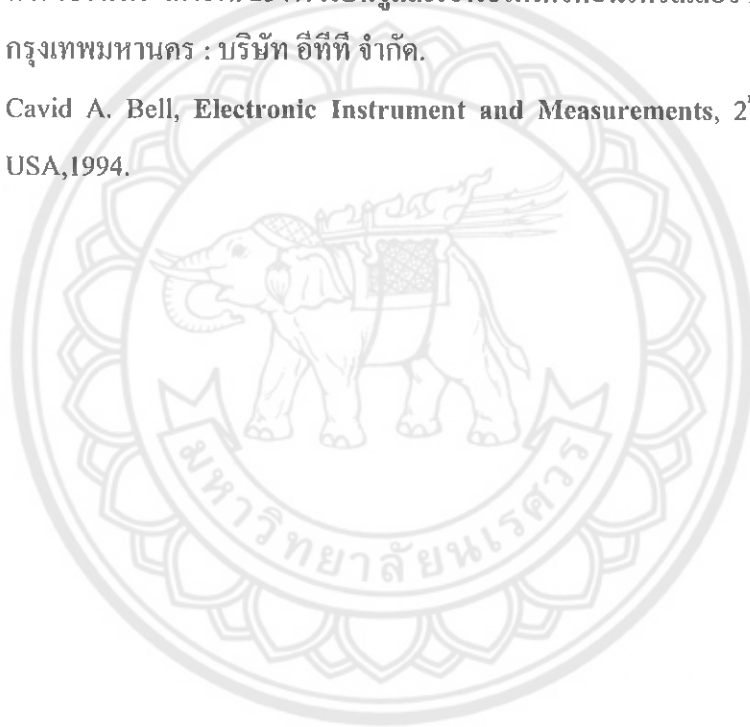 กรุงเทพมหานคร : บริษัท อีทีที จำกัด.
Cavid A. Bell, Electronic Instrument and Measurements, 2
USA,1994.
มหาวิทยาลัยนเรศวร